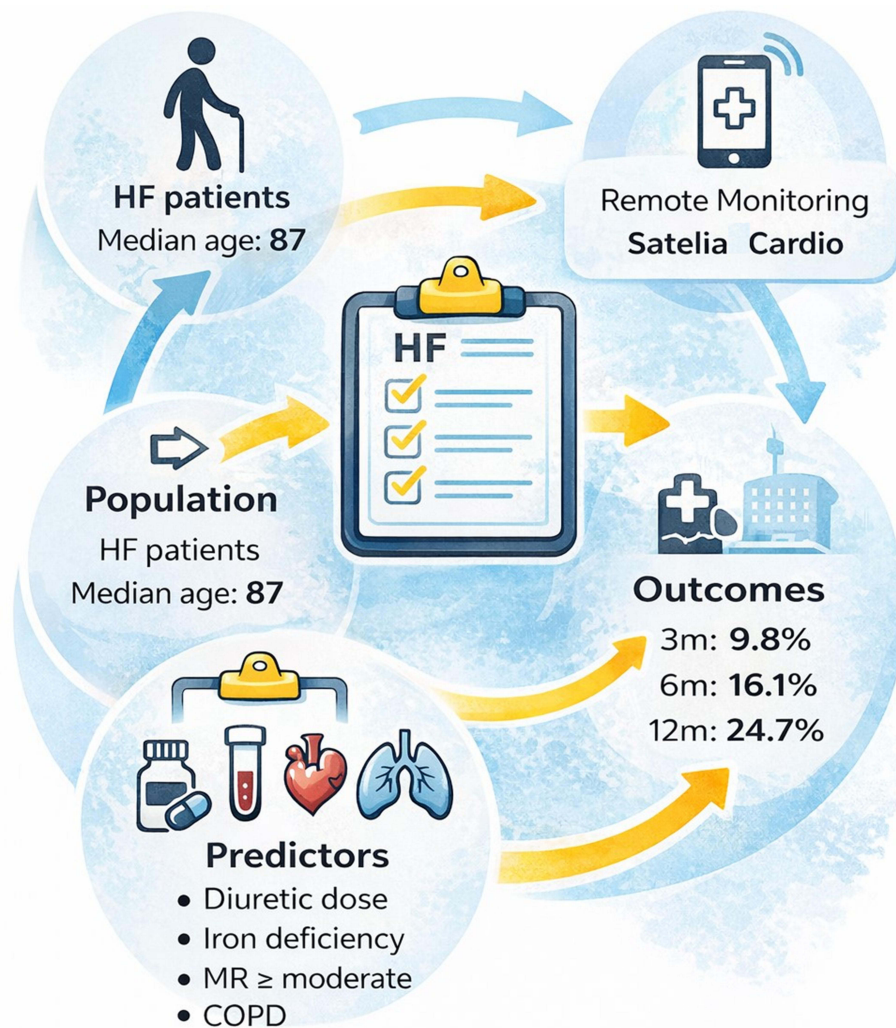 HF patients
Median age: 87
Remote Monitoring
Satelia Cardio
HF
Population
HF patients
Median age: 87
Outcomes
3m: 9.8%
6m: 16.1%
12m: 24.7%
Predictors
• Diuretic dose
• Iron deficiency
• MR ≥ moderate
• COPD